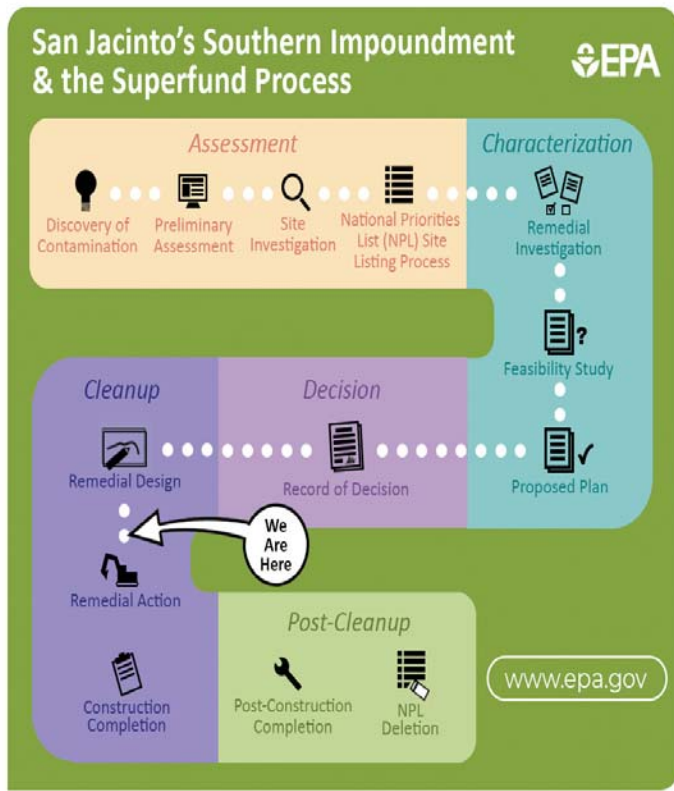 San Jacinto's Southern Impoundment
& the Superfund Process
EPA
Assessment
Characterization
Discovery of
Contamination
Preliminary
Assessment
Site
Investigation
National Priorities
List (NPL) Site
Listing Process
Remedial
Investigation
?
Feasibility Study
Cleanup
Decision
Remedial Design
Record of Decision
Proposed Plan
We
Are
Here
Remedial Action
Post-Cleanup
Construction
Completion
Post-Construction
Completion
NPL
Deletion
www.epa.gov